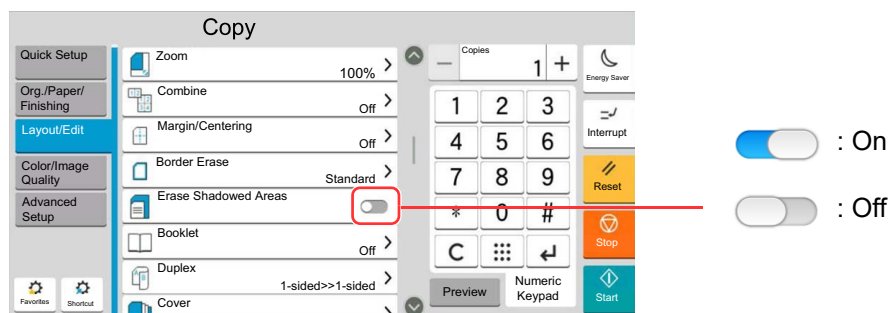 Copy
Quick Setup
Org./Paper/
Finishing
Layout/Edit
Color/Image
Quality
Advanced
Setup
Favorites
Shortcut
Zoom
100%
Combine
Off
Margin/Centering
Off
Border Erase
Standard
Erase Shadowed Areas
Booklet
Off
Duplex
1-sided>>1-sided
Cover
Copies
− 1 +
1 2 3
4 5 6
7 8 9
* 0 #
C
Preview
Numeric
Keypad
Energy Saver
Interrupt
Reset
Stop
Start
: On
: Off